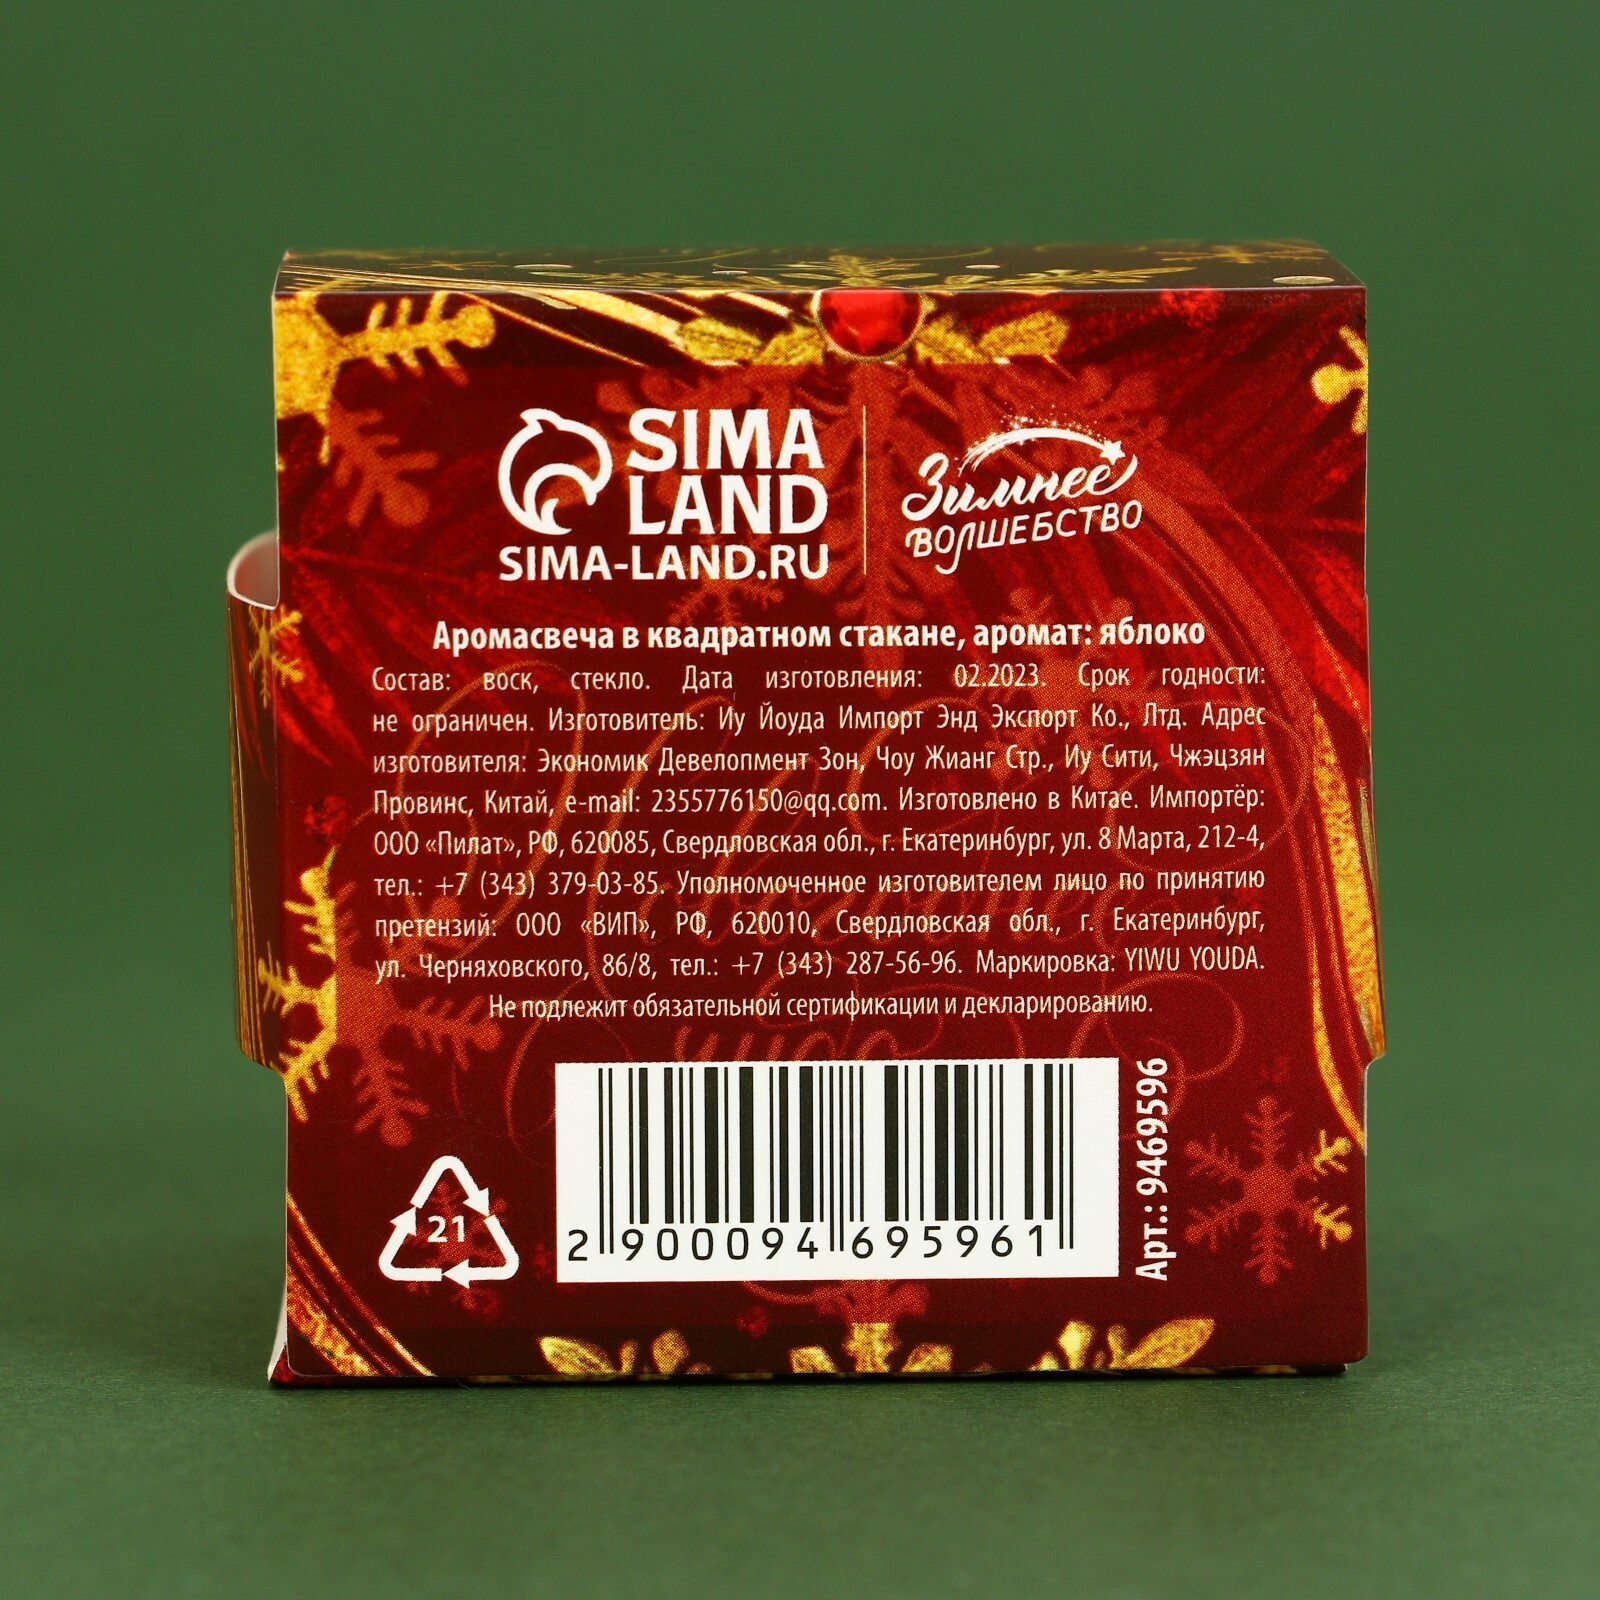 SIMA
LAND
SIMA-LAND.RU
Зимнее
ВОЛШЕБСТВО
Аромасвеча в квадратном стакане, аромат: яблоко
Состав: воск, стекло. Дата изготовления: 02.2023. Срок годности:
не ограничен. Изготовитель: Иу Йоуда Импорт Энд Экспорт Ко., Лтд. Адрес
изготовителя: Экономик Девелопмент Зон, Чоу Жианг Стр., Иу Сити, Чжэцзян
Провинс, Китай, e-mail: 2355776150@qq.com. Изготовлено в Китае. Импортёр:
ООО «Пилат», РФ, 620085, Свердловская обл., г. Екатеринбург, ул. 8 Марта, 212-4,
тел.: +7 (343) 379-03-85. Уполномоченное изготовителем лицо по принятию
претензий: ООО «ВИП», РФ, 620010, Свердловская обл., г. Екатеринбург,
ул. Черняховского, 86/8, тел.: +7 (343) 287-56-96. Маркировка: YIWU YOUDA.
Не подлежит обязательной сертификации и декларированию.
21
2 900094 695961
Арт.: 9469596